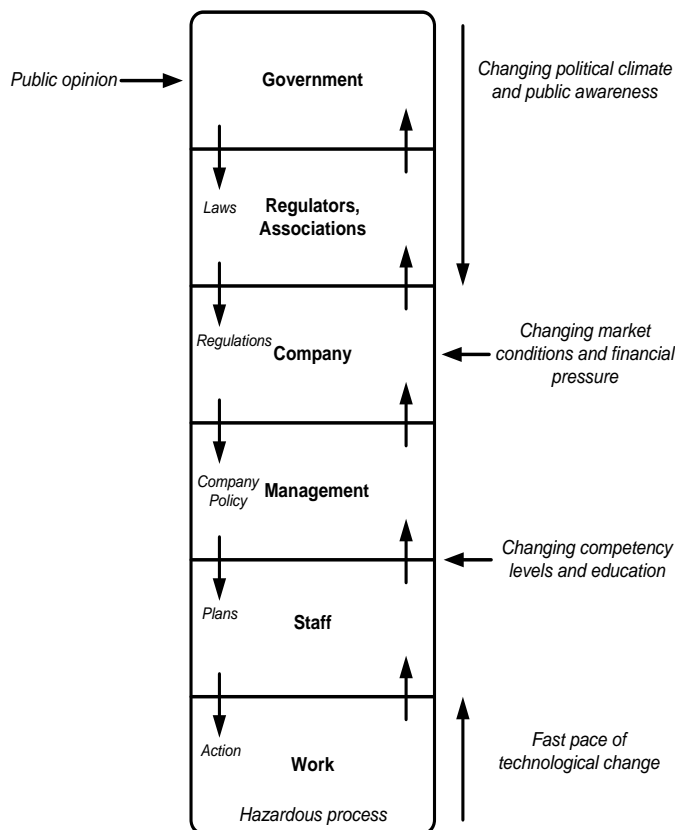 Public opinion
Government
Changing political climate
and public awareness
Laws
Regulators,
Associations
Regulations
Company
Changing market
conditions and financial
pressure
Company
Policy
Management
Changing competency
levels and education
Plans
Staff
Action
Work
Fast pace of
technological change
Hazardous process